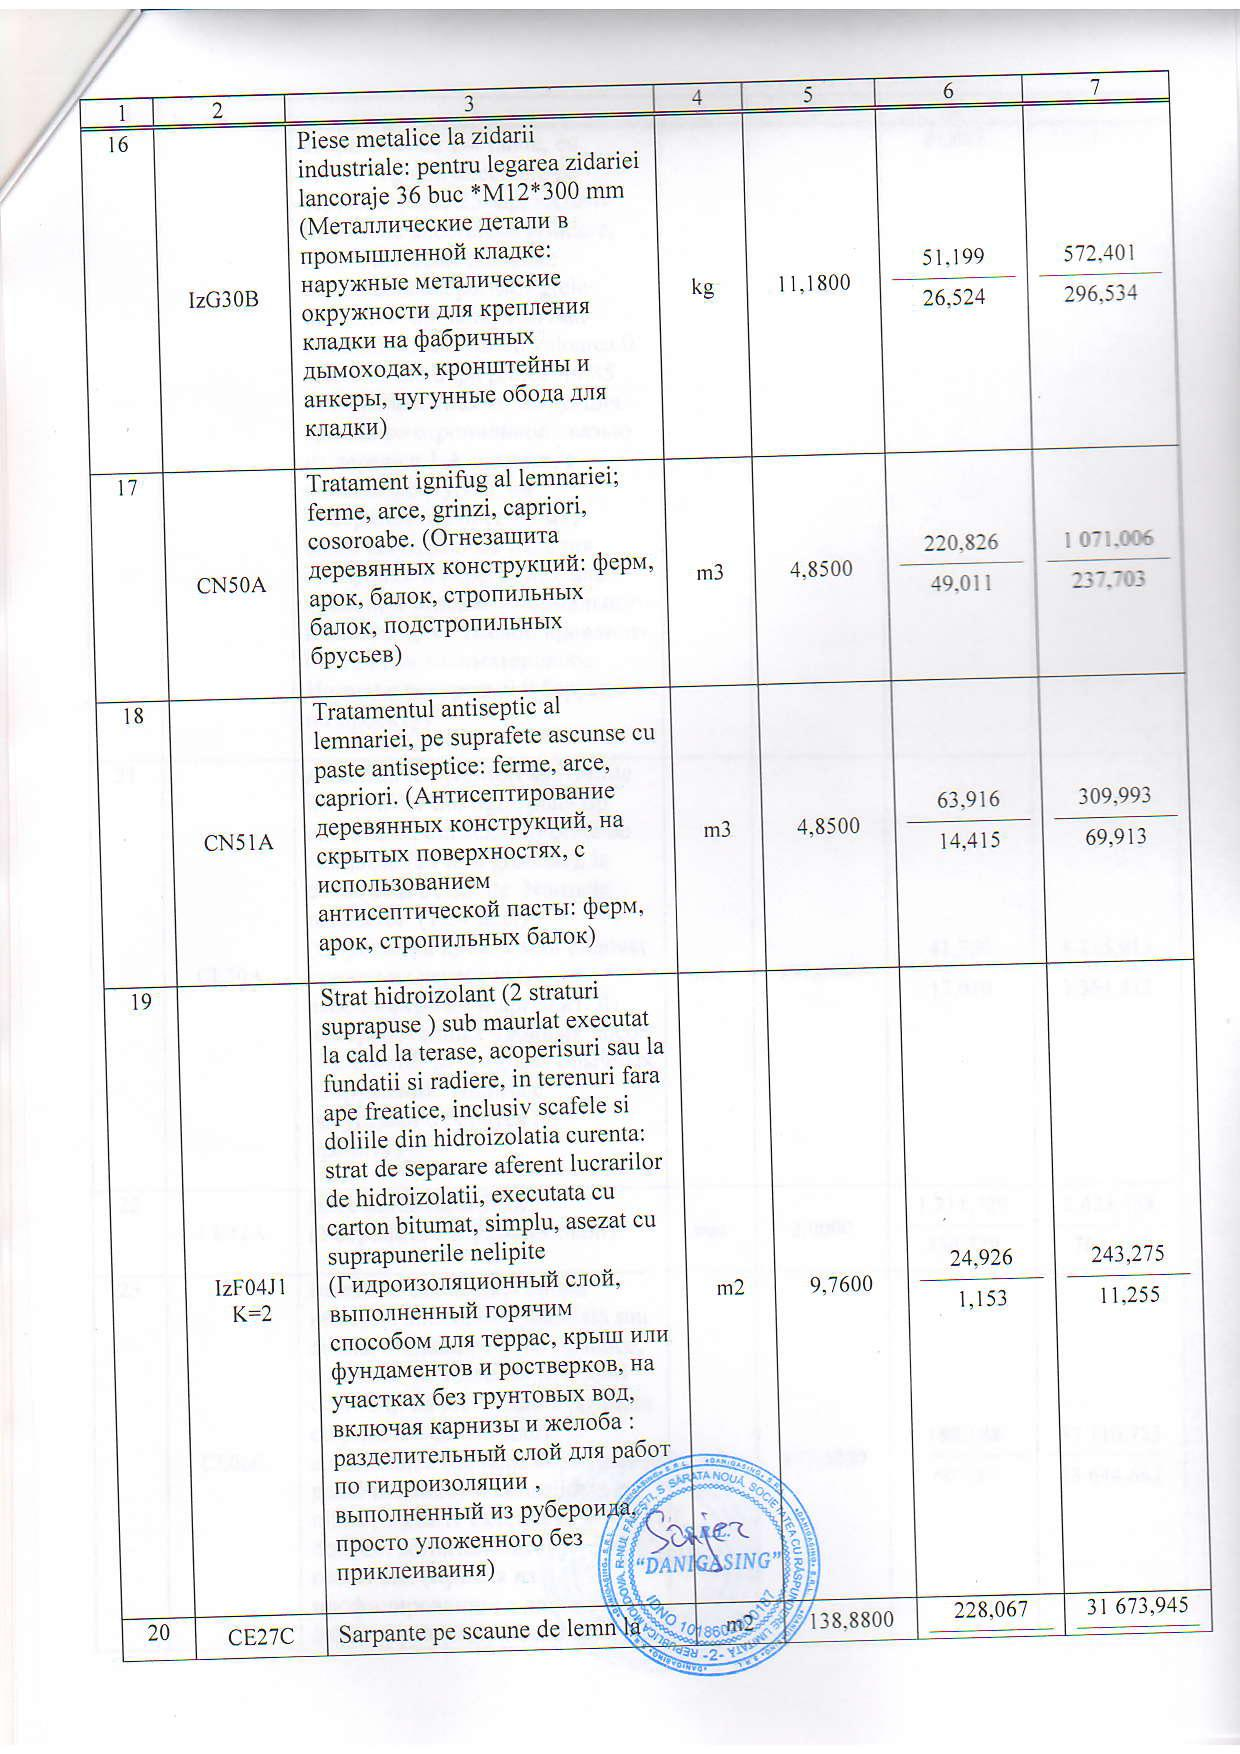 1 2 3 4 5 6 7
16
IzG30B
Piese metalice la zidarii
industriale: pentru legarea zidariei
lancoraje 36 buc *M12*300 mm
(Металлические детали в
промышленной кладке:
наружные металические
окружности для крепления
кладки на фабричных
дымоходах, кронштейны и
анкеры, чугунные обода для
кладки)
kg
11,1800
51,199
26,524
572,401
296,534
17
CN50A
Tratament ignifug al lemnariei;
ferme, arce, grinzi, capriori,
cosoroabe. (Огнезащита
деревянных конструкций: ферм,
арок, балок, стропильных
балок, подстропильных
брусьев)
m3
4,8500
220,826
49,011
1 071,006
237,703
18
CN51A
Tratamentul antiseptic al
lemnariei, pe suprafete ascunse cu
paste antiseptice: ferme, arce,
capriori. (Антисептирование
деревянных конструкций, на
скрытых поверхностях, с
использованием
антисептической пасты: ферм,
арок, стропильных балок)
m3
4,8500
63,916
14,415
309,993
69,913
19
IzF04J1
K=2
Strat hidroizolant (2 straturi
suprapuse ) sub maurlat executat
la cald la terase, acoperisuri sau la
fundatii si radiere, in terenuri fara
ape freatice, inclusiv scafele si
doliile din hidroizolatia curenta:
strat de separare aferent lucrarilor
de hidroizolatii, executata cu
carton bitumat, simplu, asezat cu
suprapunerile nelipite
(Гидроизоляционный слой,
выполненный горячим
способом для террас, крыш или
фундаментов и ростверков, на
участках без грунтовых вод,
включая карнизы и желоба :
разделительный слой для работ
по гидроизоляции ,
выполненный из рубероида,
просто уложенного без
приклеиваиня)
m2
9,7600
24,926
1,153
243,275
11,255
20
CE27C
Sarpante pe scaune de lemn la
m2
138,8800
228,067
31 673,945
S.R.L.
"DANIGASING"
REPUBLICA MOLDOVA, R-NUL FĂLEȘTI, S. SĂRATA NOUĂ, SOCIETATEA CU RĂSPUNDERE LIMITATĂ
-2-